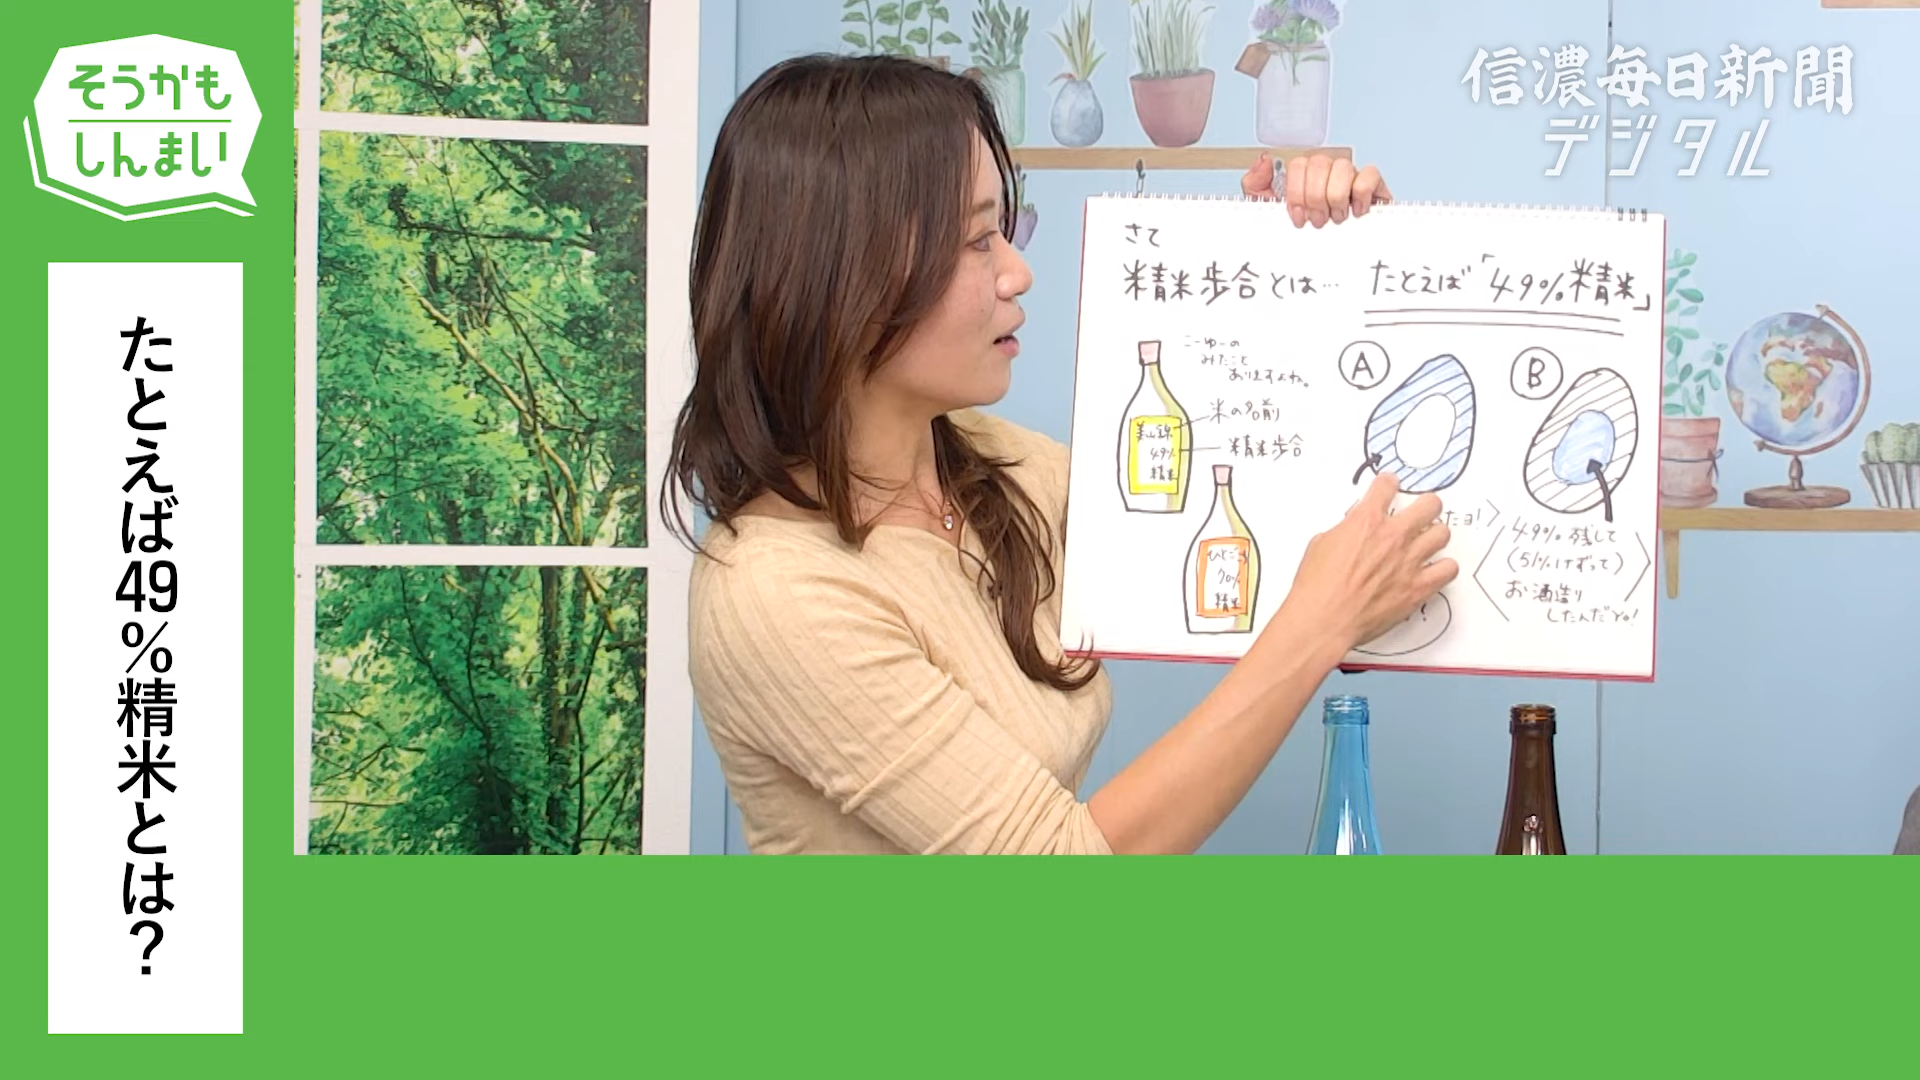 そうかも
しんまい
たとえば49%精米とは?
信濃毎日新聞
デジタル
さて
精米歩合とは…
たとえば「49%精米」
こーゆーの
みたこと
ありますよね。
米の名前
精米歩合
美山錦
49%
精米
ひとごこち
70%
精米
A
B
たヨ!
49%残して
(51%けずって)
お酒造り
したんだヨ!
?